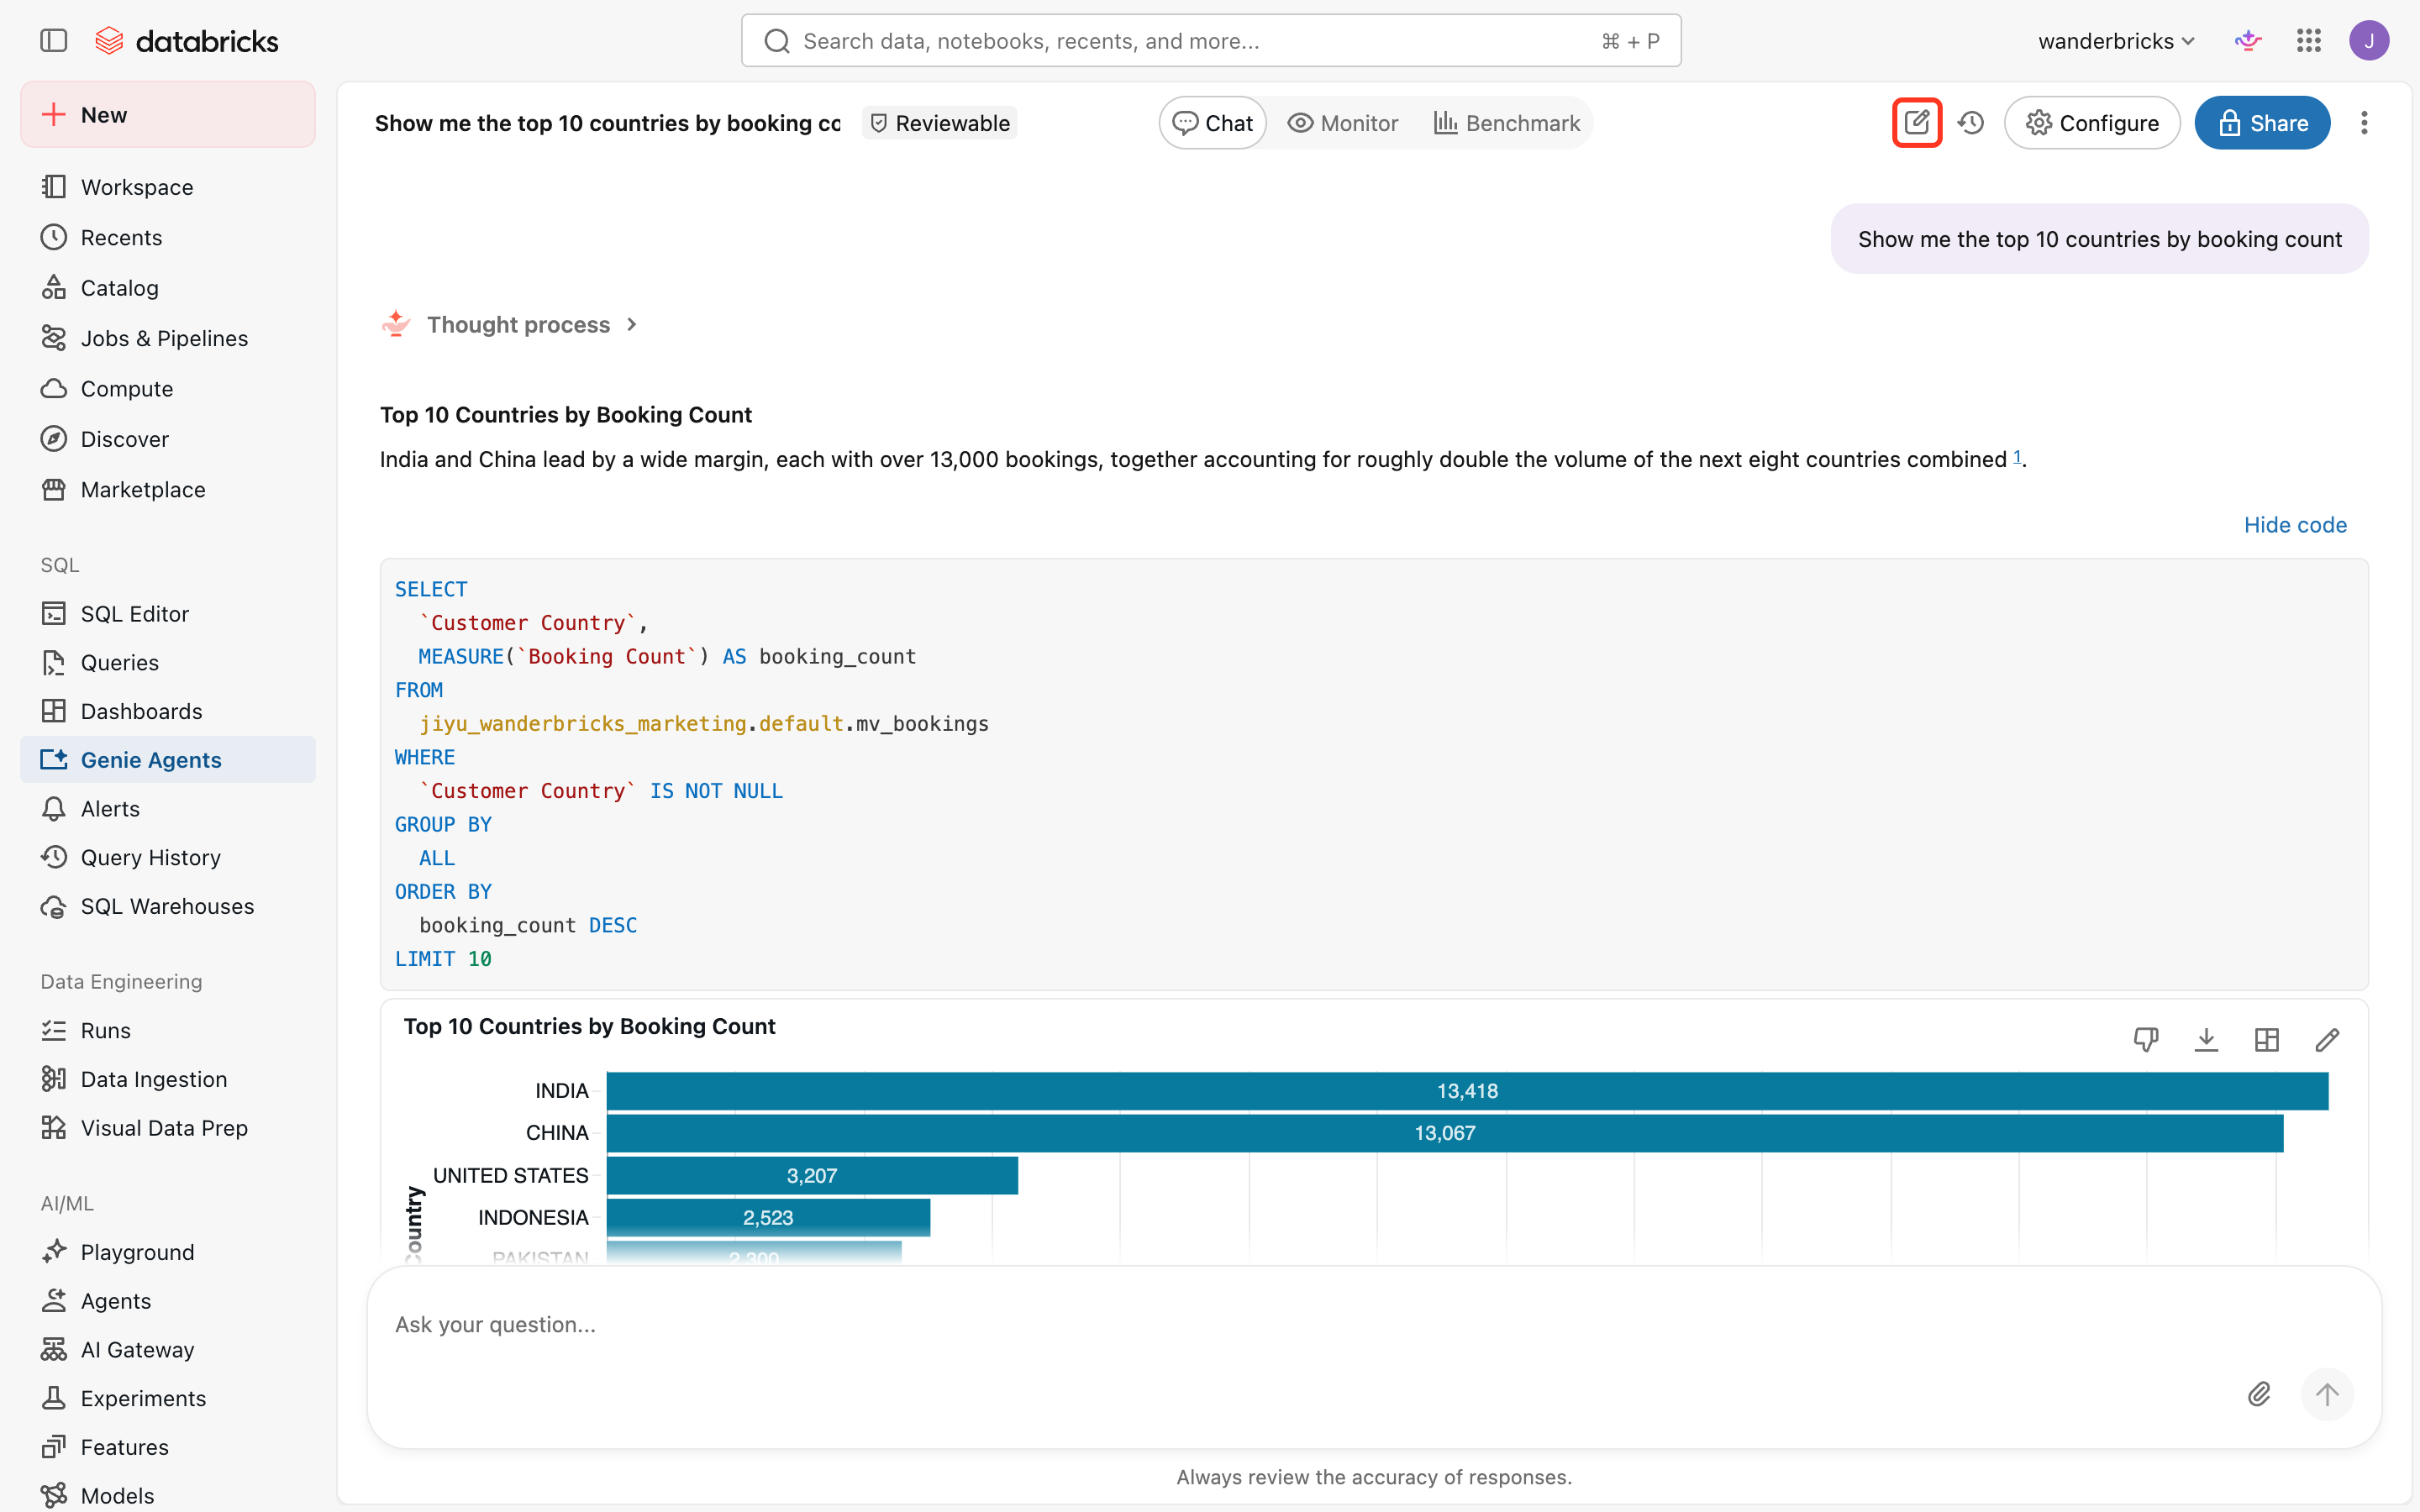 databricks
Search data, notebooks, recents, and more...
⌘ + P
wanderbricks
J
New
Workspace
Recents
Catalog
Jobs & Pipelines
Compute
Discover
Marketplace
SQL
SQL Editor
Queries
Dashboards
Genie Agents
Alerts
Query History
SQL Warehouses
Data Engineering
Runs
Data Ingestion
Visual Data Prep
AI/ML
Playground
Agents
AI Gateway
Experiments
Features
Models
Show me the top 10 countries by booking co
Reviewable
Chat
Monitor
Benchmark
Configure
Share
Show me the top 10 countries by booking count
Thought process
Top 10 Countries by Booking Count
India and China lead by a wide margin, each with over 13,000 bookings, together accounting for roughly double the volume of the next eight countries combined 1.
Hide code
SELECT
`Customer Country`,
MEASURE(`Booking Count`) AS booking_count
FROM
jiyu_wanderbricks_marketing.default.mv_bookings
WHERE
`Customer Country` IS NOT NULL
GROUP BY
ALL
ORDER BY
booking_count DESC
LIMIT 10
Top 10 Countries by Booking Count
INDIA 13,418
CHINA 13,067
UNITED STATES 3,207
INDONESIA 2,523
PAKISTAN 2,300
Country
Ask your question...
Always review the accuracy of responses.